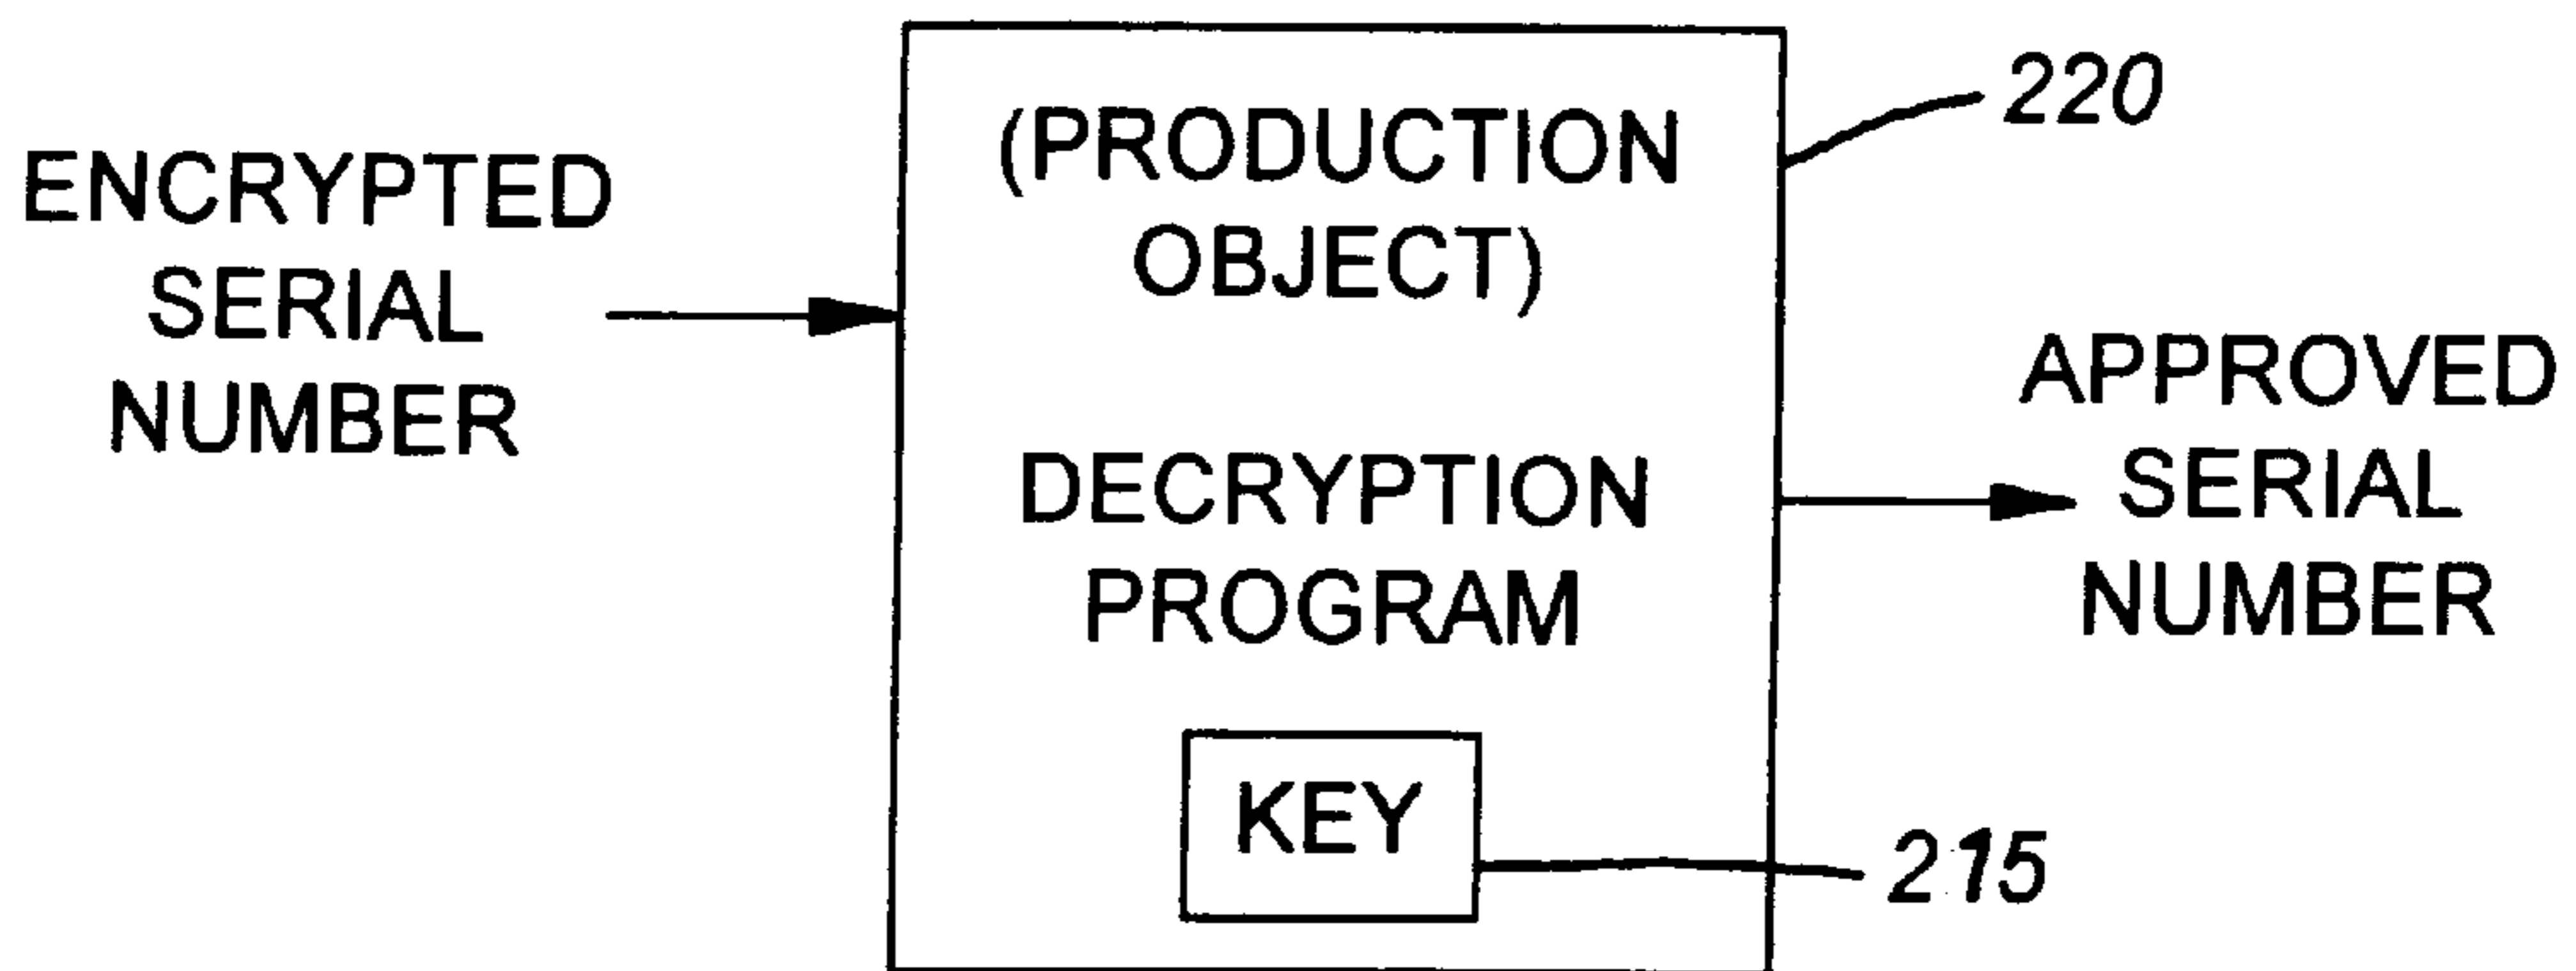 ENCRYPTED
SERIAL
NUMBER
(PRODUCTION
OBJECT)
DECRYPTION
PROGRAM
KEY
220
APPROVED
SERIAL
NUMBER
215